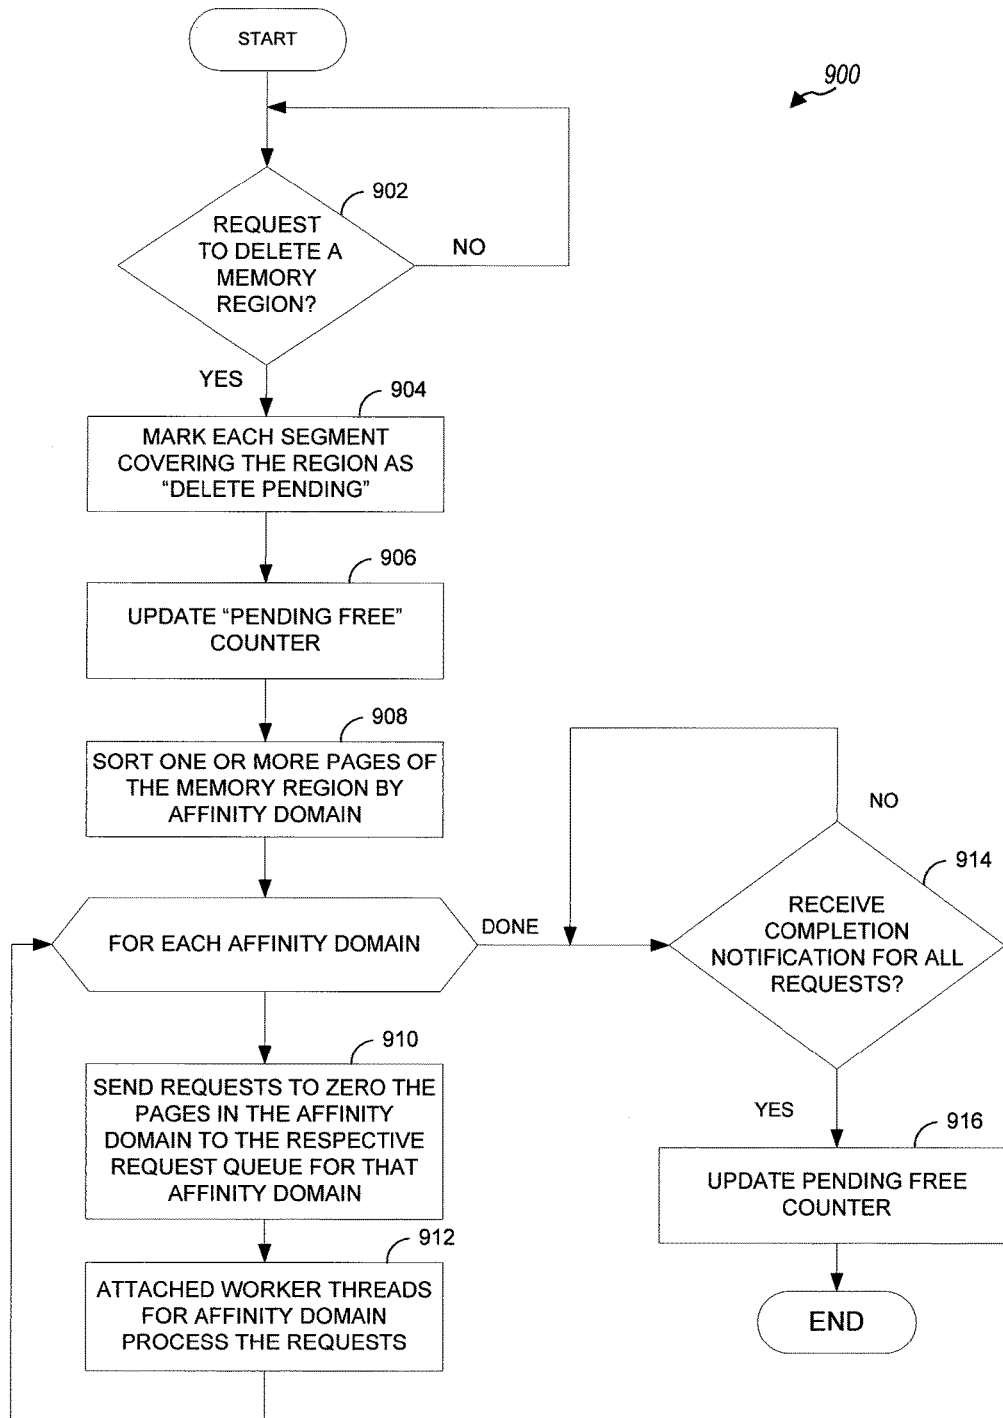 START
900
902
REQUEST
TO DELETE A
MEMORY
REGION?
NO
YES
904
MARK EACH SEGMENT
COVERING THE REGION AS
“DELETE PENDING”
906
UPDATE “PENDING FREE”
COUNTER
908
SORT ONE OR MORE PAGES OF
THE MEMORY REGION BY
AFFINITY DOMAIN
FOR EACH AFFINITY DOMAIN
DONE
910
SEND REQUESTS TO ZERO THE
PAGES IN THE AFFINITY
DOMAIN TO THE RESPECTIVE
REQUEST QUEUE FOR THAT
AFFINITY DOMAIN
912
ATTACHED WORKER THREADS
FOR AFFINITY DOMAIN
PROCESS THE REQUESTS
NO
914
RECEIVE
COMPLETION
NOTIFICATION FOR ALL
REQUESTS?
YES
916
UPDATE PENDING FREE
COUNTER
END